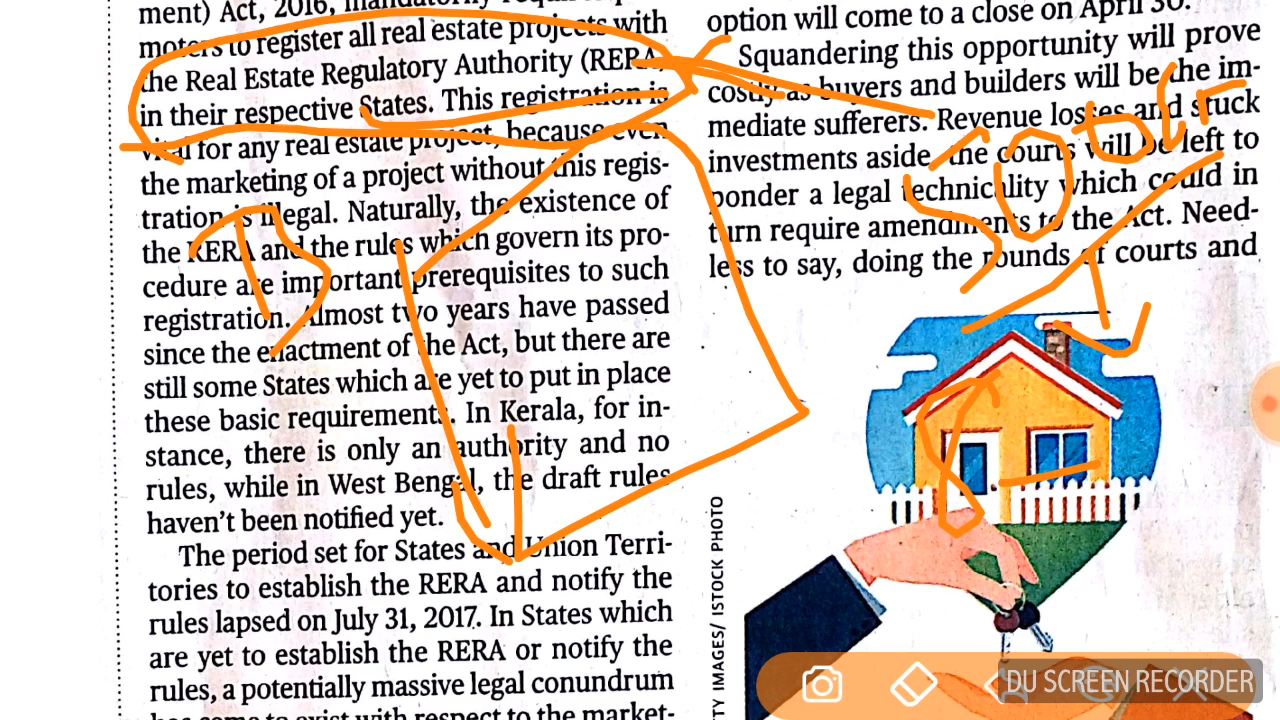 ment) Act, 2016,
moters to register all real estate projects with
the Real Estate Regulatory Authority (RERA)
in their respective States. This registration is
vital for any real estate project, because even
the marketing of a project without this regis-
tration is illegal. Naturally, the existence of
the RERA and the rules which govern its pro-
cedure are important prerequisites to such
registration. Almost two years have passed
since the enactment of the Act, but there are
still some States which are yet to put in place
these basic requirements. In Kerala, for in-
stance, there is only an authority and no
rules, while in West Bengal, the draft rules
haven't been notified yet.
The period set for States and Union Terri-
tories to establish the RERA and notify the
rules lapsed on July 31, 2017. In States which
are yet to establish the RERA or notify the
rules, a potentially massive legal conundrum
has come to exist with respect to the market-
option will come to a close on April 30.
Squandering this opportunity will prove
costly as buyers and builders will be the im-
mediate sufferers. Revenue losses and stuck
investments aside, the courts will be left to
ponder a legal technicality which could in
turn require amendments to the Act. Need-
less to say, doing the rounds of courts and
TY IMAGES/ ISTOCK PHOTO
DU SCREEN RECORDER